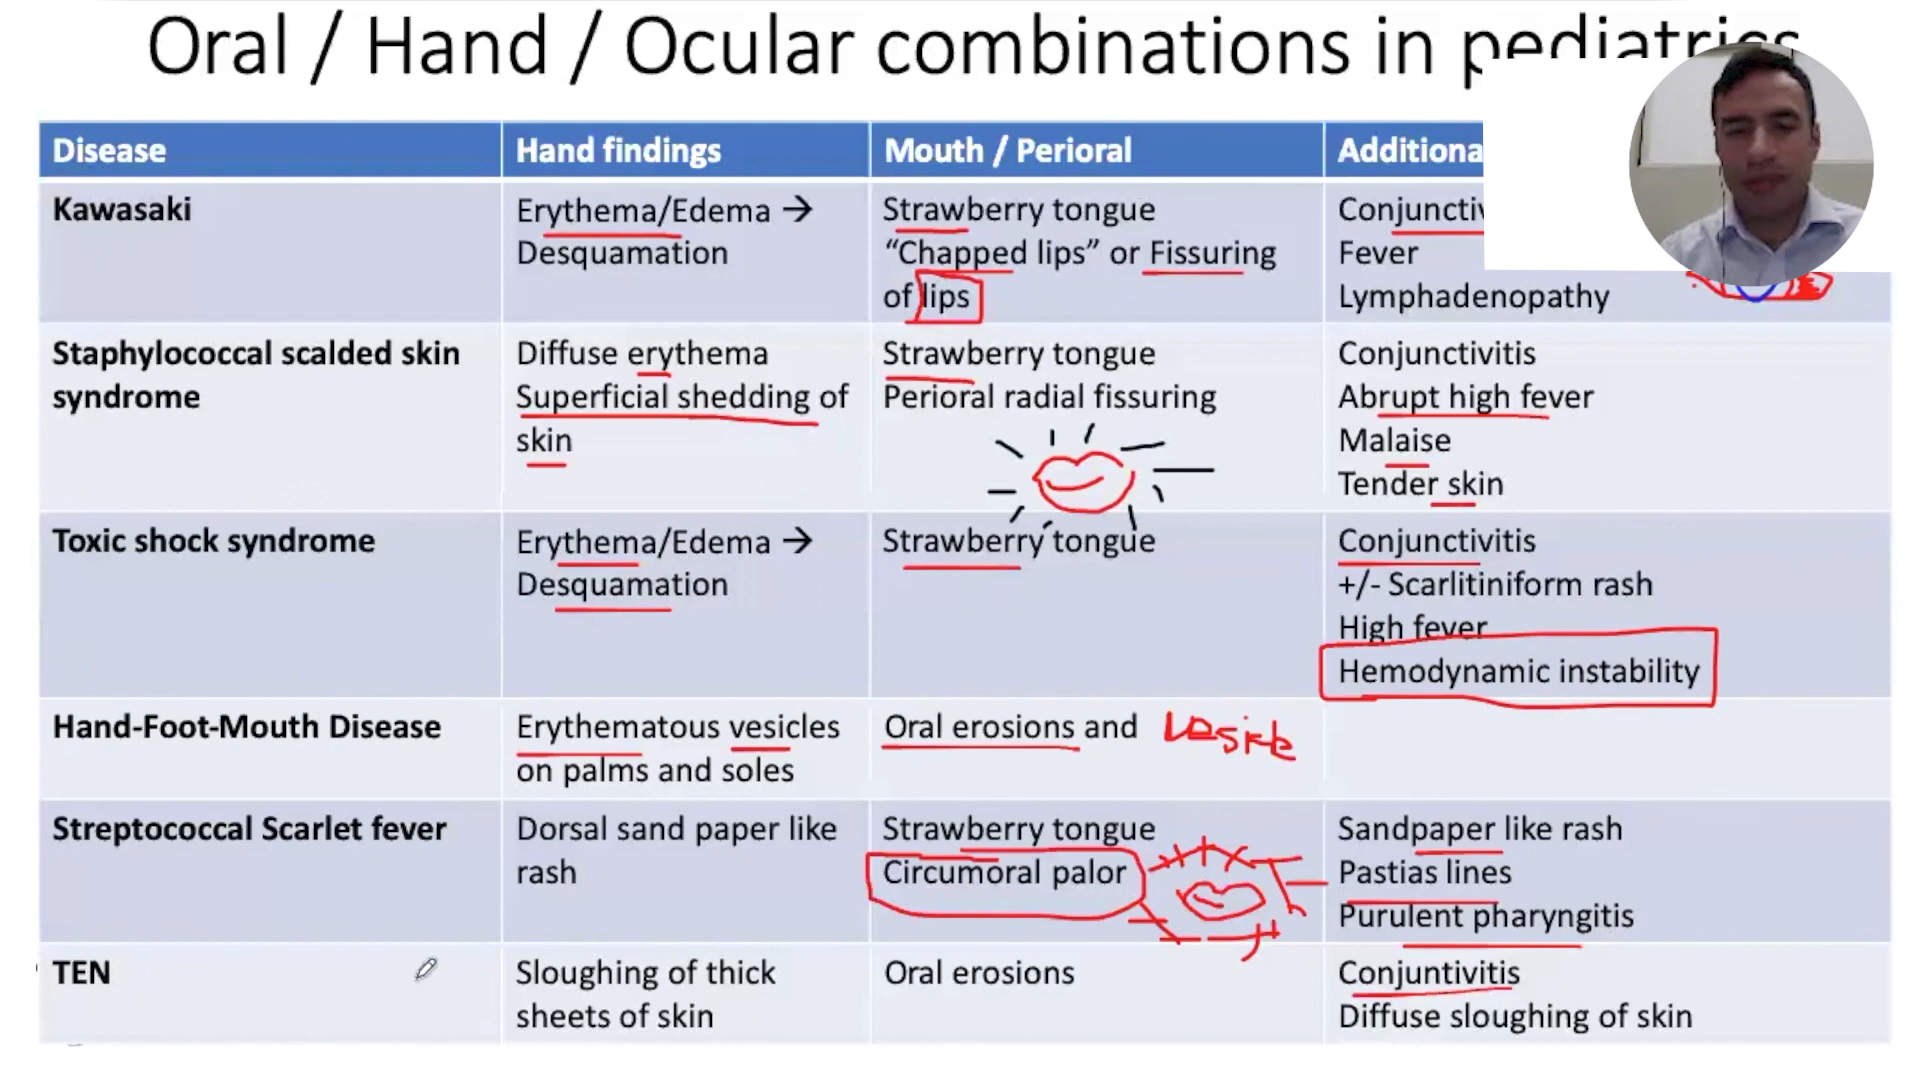 Oral / Hand / Ocular combinations in pediatrics
Disease
Hand findings
Mouth / Perioral
Additiona
Kawasaki
Erythema/Edema →
Desquamation
Strawberry tongue
“Chapped lips” or Fissuring
of lips
Conjunctiv
Fever
Lymphadenopathy
Staphylococcal scalded skin
syndrome
Diffuse erythema
Superficial shedding of
skin
Strawberry tongue
Perioral radial fissuring
Conjunctivitis
Abrupt high fever
Malaise
Tender skin
Toxic shock syndrome
Erythema/Edema →
Desquamation
Strawberry tongue
Conjunctivitis
+/- Scarlitiniform rash
High fever
Hemodynamic instability
Hand-Foot-Mouth Disease
Erythematous vesicles
on palms and soles
Oral erosions and
Streptococcal Scarlet fever
Dorsal sand paper like
rash
Strawberry tongue
Circumoral palor
Sandpaper like rash
Pastias lines
Purulent pharyngitis
TEN
Sloughing of thick
sheets of skin
Oral erosions
Conjuntivitis
Diffuse sloughing of skin